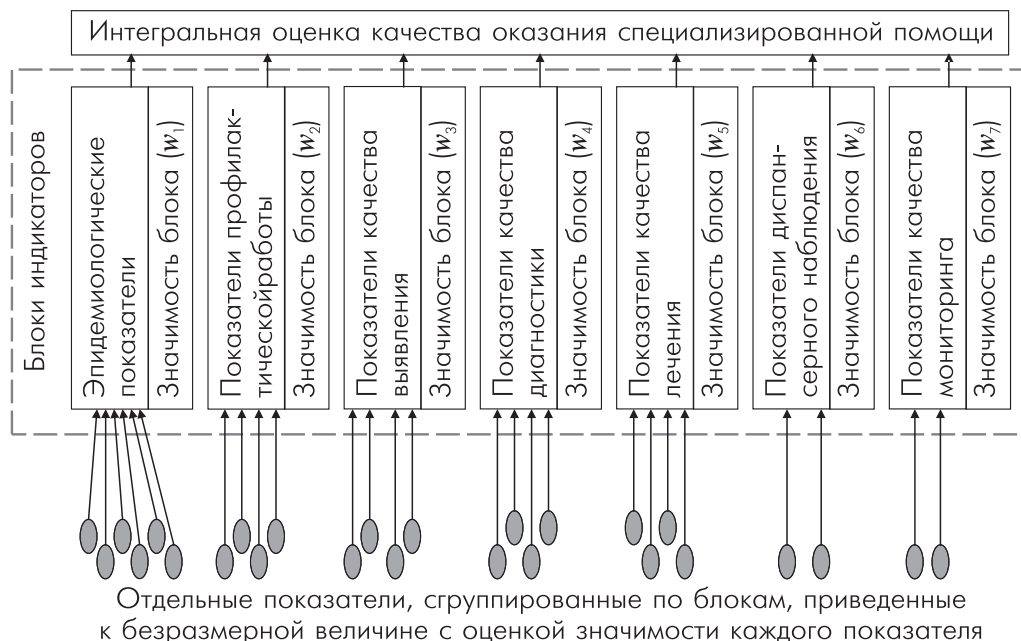 Интегральная оценка качества оказания специализированной помощи
Блоки индикаторов
Эпидемиологические
показатели
Значимость блока (w₁)
Показатели профилак-
тическойработы
Значимость блока (w₂)
Показатели качества
выявления
Значимость блока (w₃)
Показатели качества
диагностики
Значимость блока (w₄)
Показатели качества
лечения
Значимость блока (w₅)
Показатели диспан-
серного наблюдения
Значимость блока (w₆)
Показатели качества
мониторинга
Значимость блока (w₇)
Отдельные показатели, сгруппированные по блокам, приведенные
к безразмерной величине с оценкой значимости каждого показателя